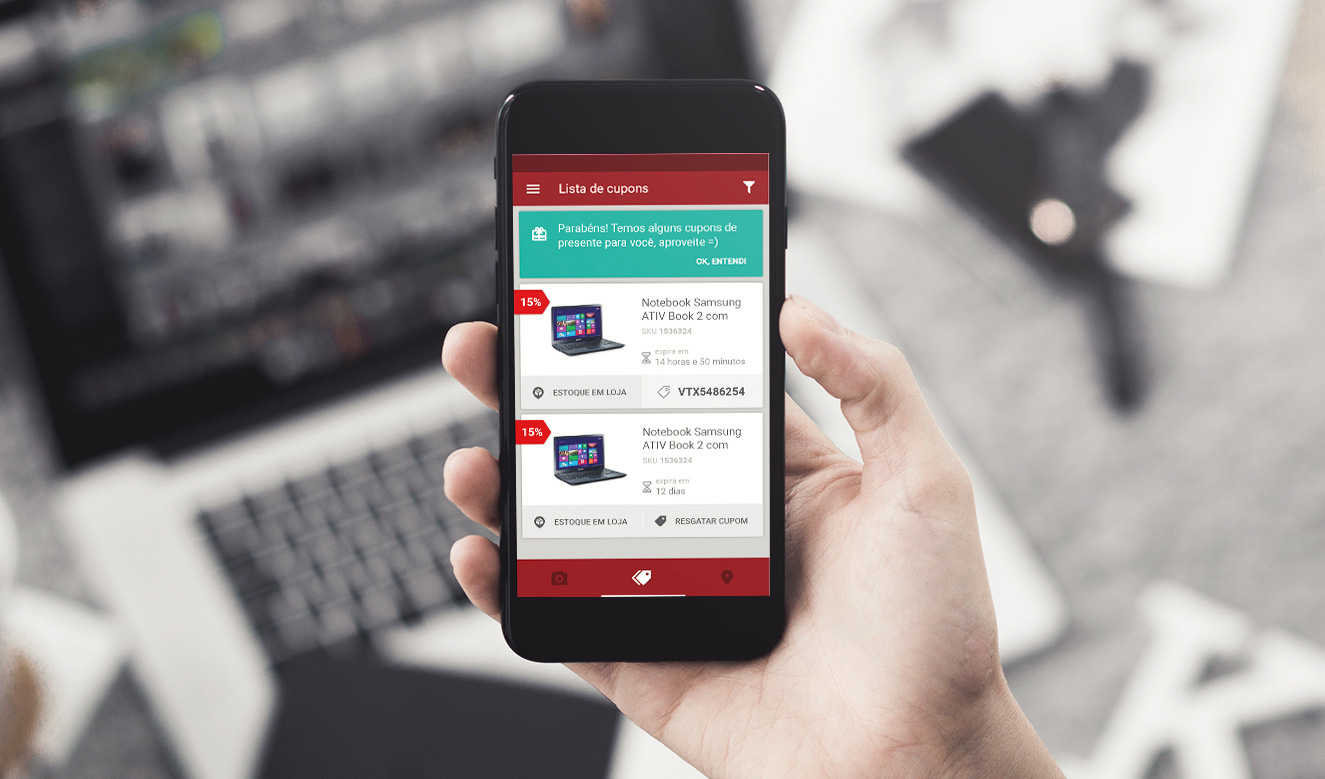 Lista de cupons
Parabéns! Temos alguns cupons de
presente para você, aproveite =)
OK, ENTENDI
15%
Notebook Samsung
ATIV Book 2 com
SKU 1536324
expira em
14 horas e 50 minutos
ESTOQUE EM LOJA
VTX5486254
15%
Notebook Samsung
ATIV Book 2 com
SKU 1536324
expira em
12 dias
ESTOQUE EM LOJA
RESGATAR CUPOM